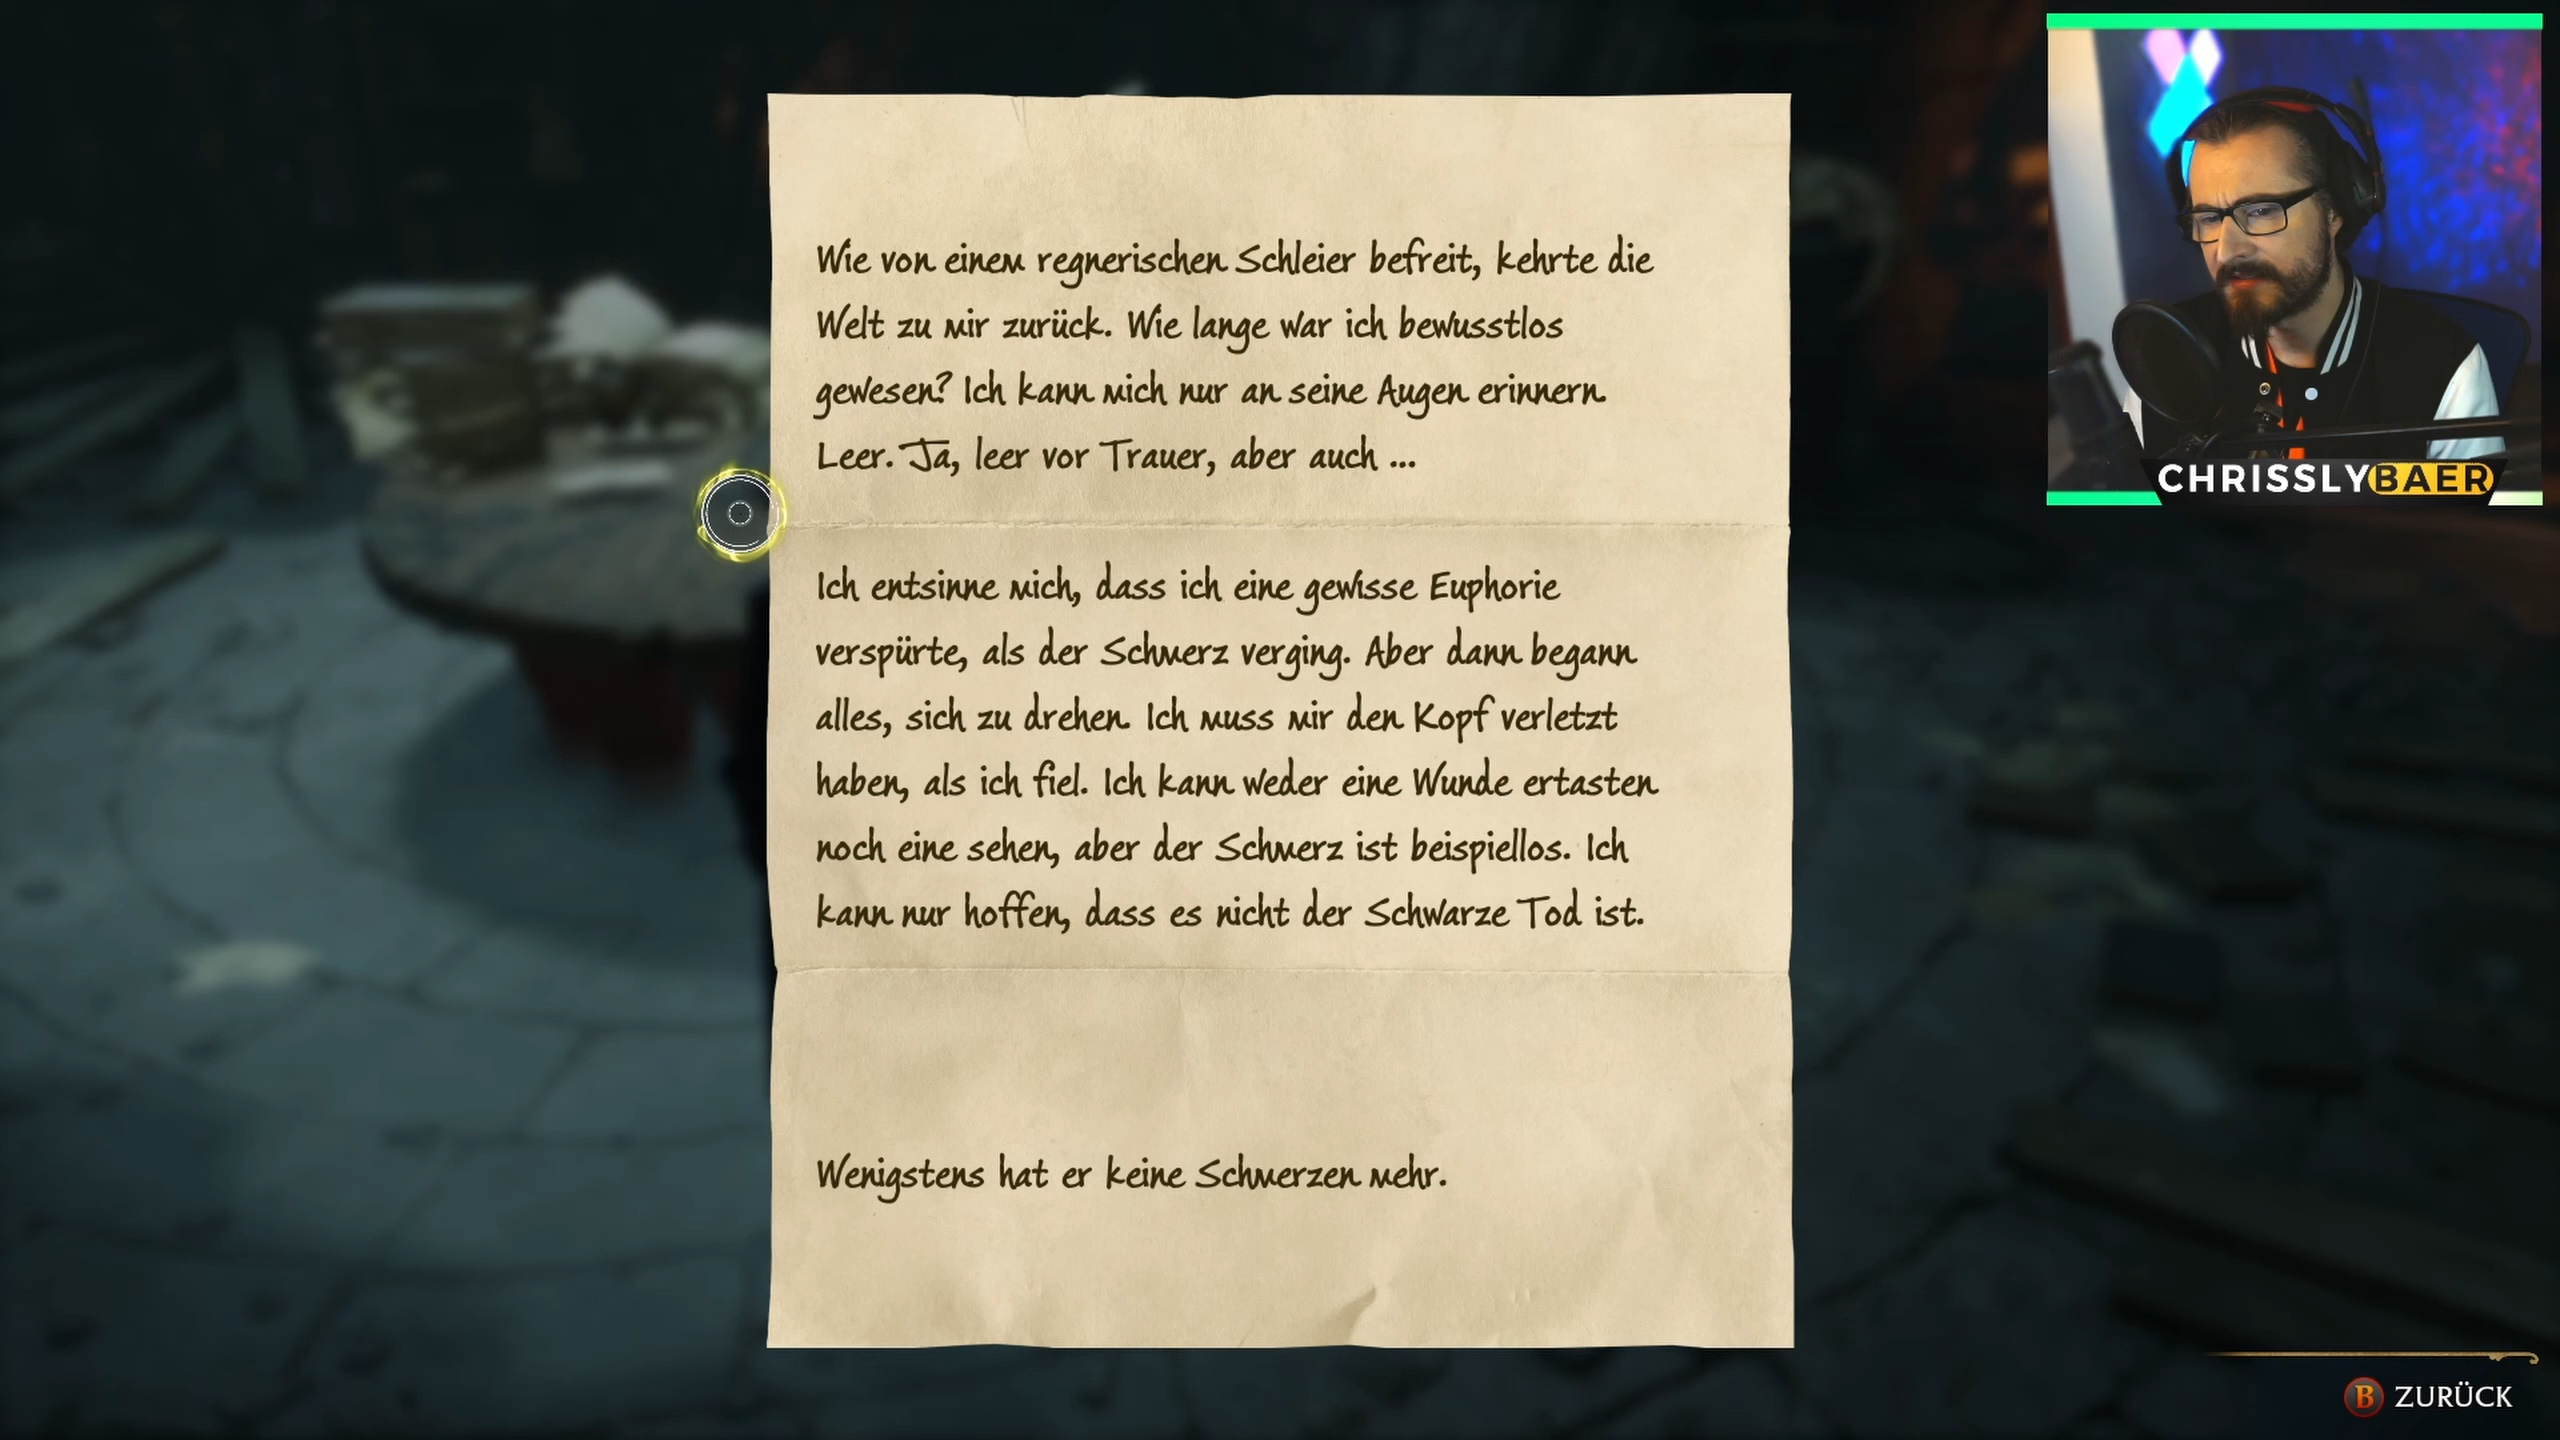 Wie von einem regnerischen Schleier befreit, kehrte die
Welt zu mir zurück. Wie lange war ich bewusstlos
gewesen? Ich kann mich nur an seine Augen erinnern.
Leer. Ja, leer vor Trauer, aber auch ...
Ich entsinne mich, dass ich eine gewisse Euphorie
verspürte, als der Schmerz verging. Aber dann begann
alles, sich zu drehen. Ich muss mir den Kopf verletzt
haben, als ich fiel. Ich kann weder eine Wunde ertasten
noch eine sehen, aber der Schmerz ist beispiellos. Ich
kann nur hoffen, dass es nicht der Schwarze Tod ist.
Wenigstens hat er keine Schmerzen mehr.
CHRISSLYBAER
B ZURÜCK